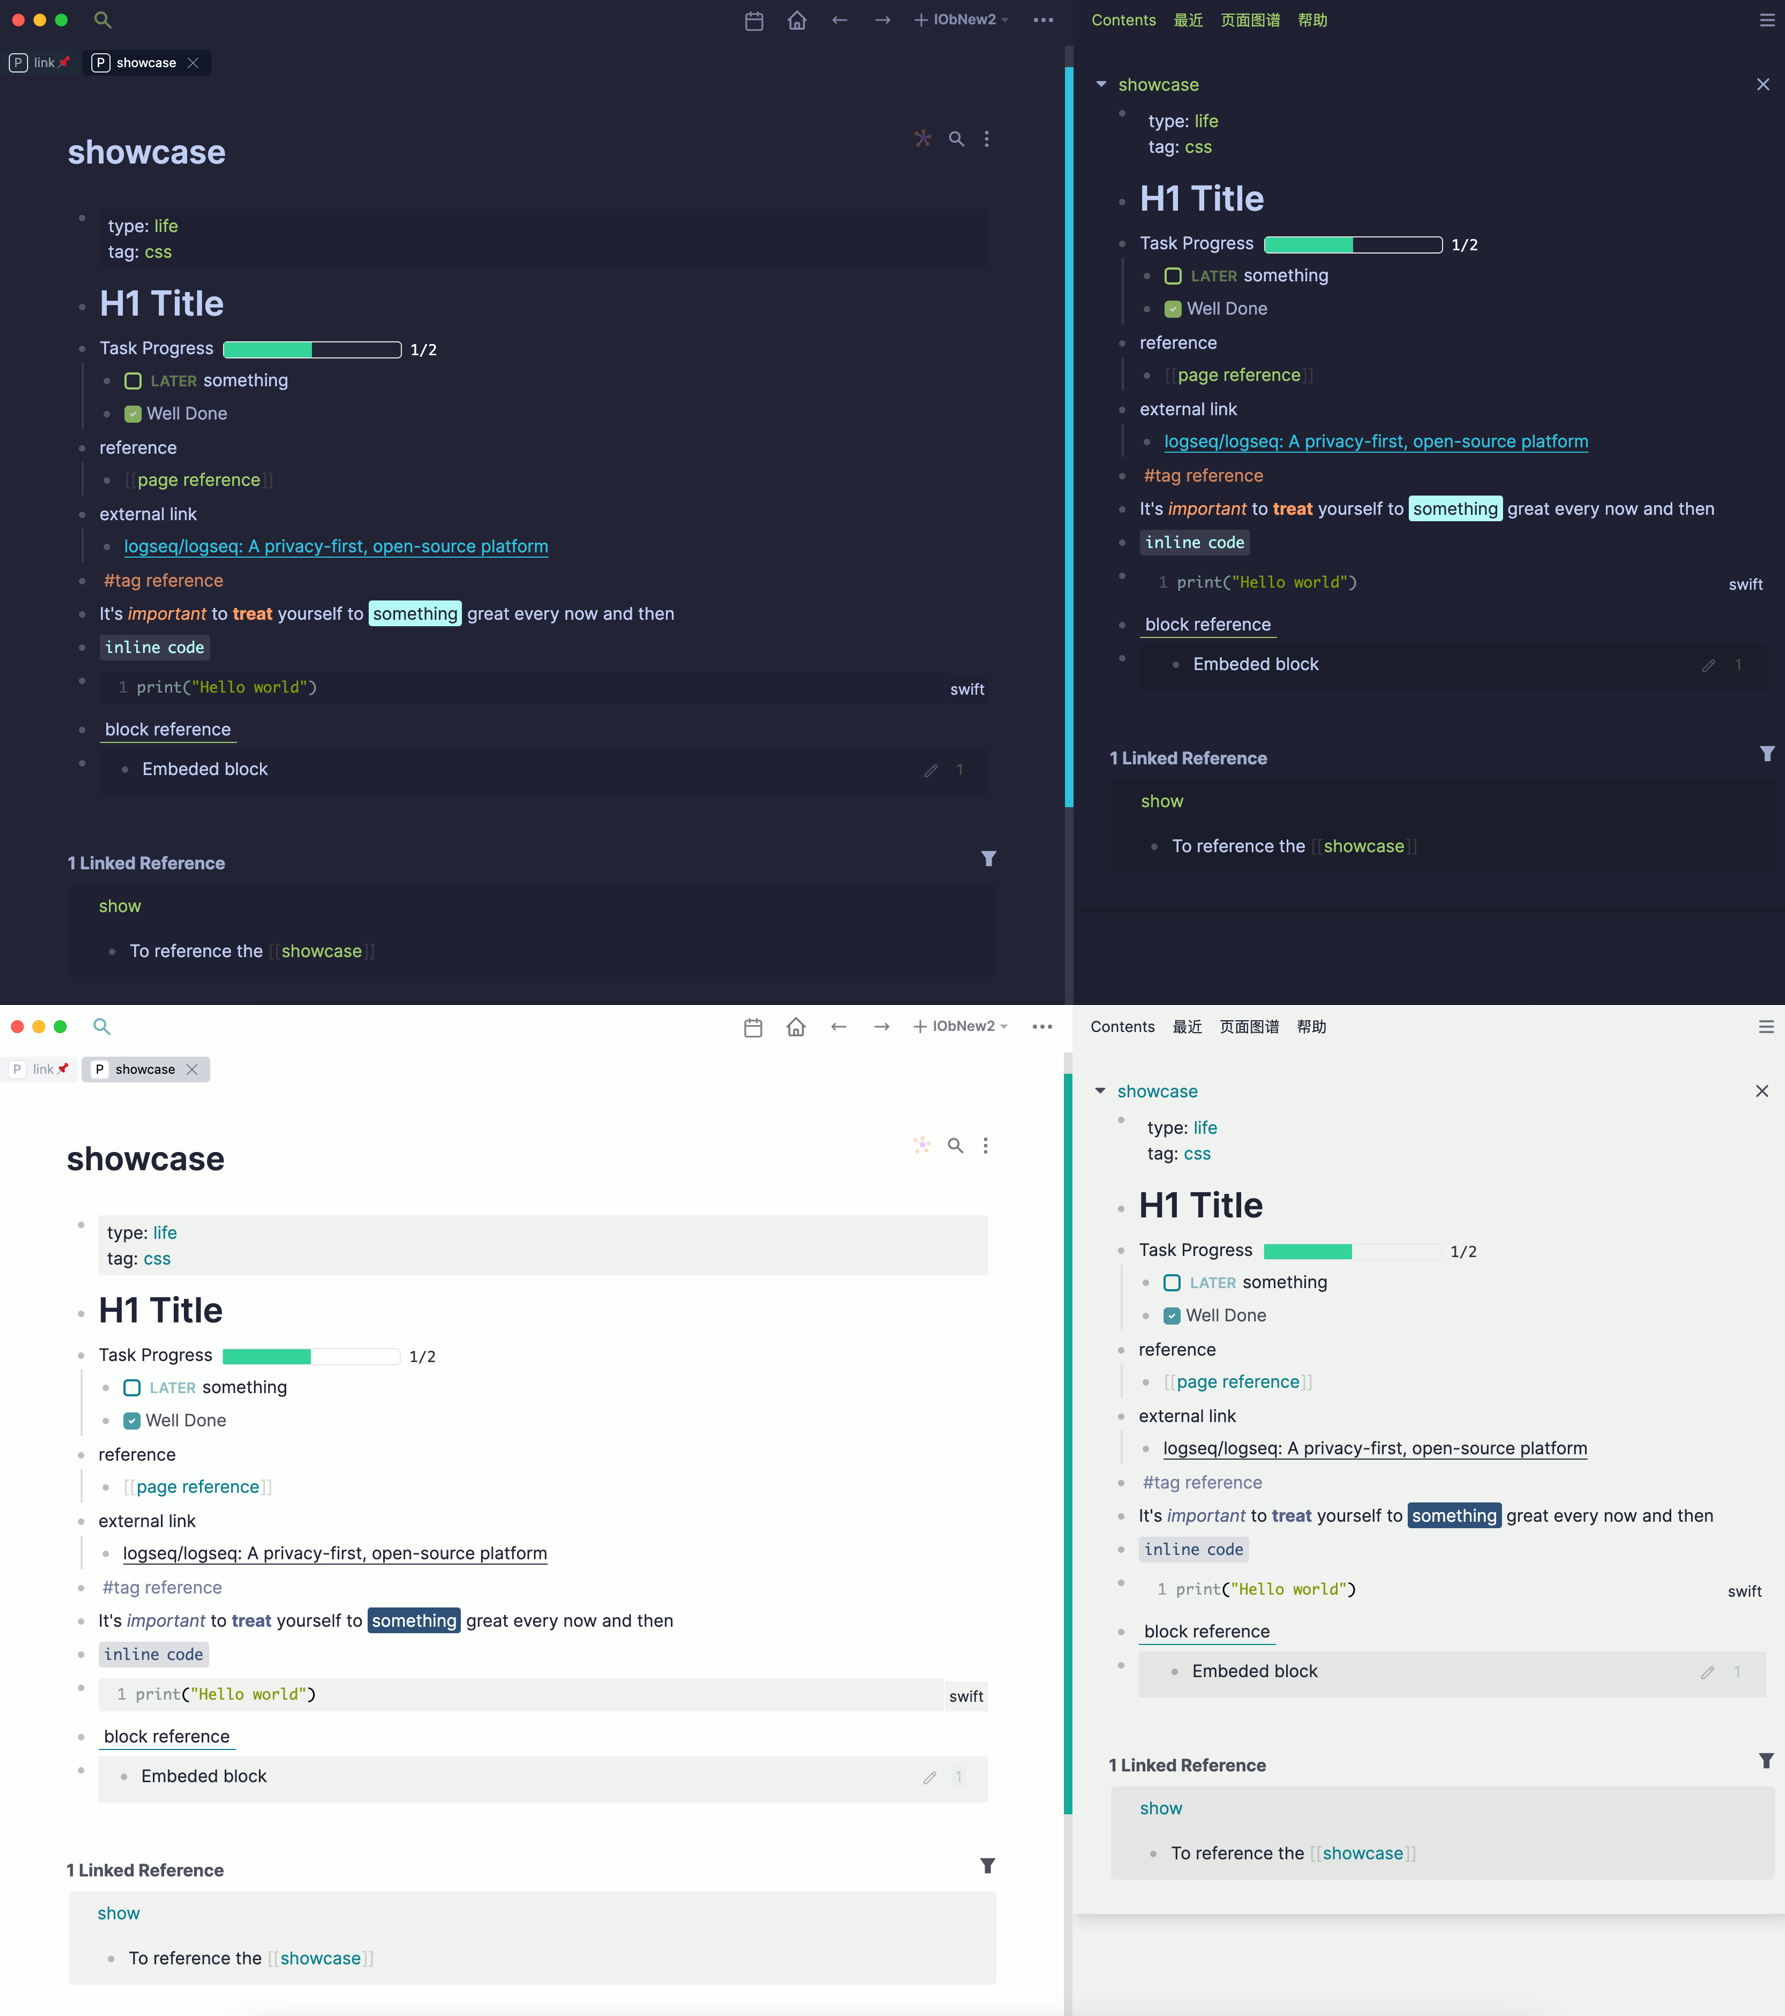 IObNew2
P link
P showcase
showcase
type: life
tag: css
H1 Title
Task Progress 1/2
LATER something
Well Done
reference
[[page reference]]
external link
logseq/logseq: A privacy-first, open-source platform
#tag reference
It's important to treat yourself to something great every now and then
inline code
1 print("Hello world")
swift
block reference
Embeded block
1
1 Linked Reference
show
To reference the [[showcase]]
Contents 最近 页面图谱 帮助
showcase
type: life
tag: css
H1 Title
Task Progress 1/2
LATER something
Well Done
reference
[[page reference]]
external link
logseq/logseq: A privacy-first, open-source platform
#tag reference
It's important to treat yourself to something great every now and then
inline code
1 print("Hello world")
swift
block reference
Embeded block
1
1 Linked Reference
show
To reference the [[showcase]]
IObNew2
P link
P showcase
showcase
type: life
tag: css
H1 Title
Task Progress 1/2
LATER something
Well Done
reference
[[page reference]]
external link
logseq/logseq: A privacy-first, open-source platform
#tag reference
It's important to treat yourself to something great every now and then
inline code
1 print("Hello world")
swift
block reference
Embeded block
1
1 Linked Reference
show
To reference the [[showcase]]
Contents 最近 页面图谱 帮助
showcase
type: life
tag: css
H1 Title
Task Progress 1/2
LATER something
Well Done
reference
[[page reference]]
external link
logseq/logseq: A privacy-first, open-source platform
#tag reference
It's important to treat yourself to something great every now and then
inline code
1 print("Hello world")
swift
block reference
Embeded block
1
1 Linked Reference
show
To reference the [[showcase]]